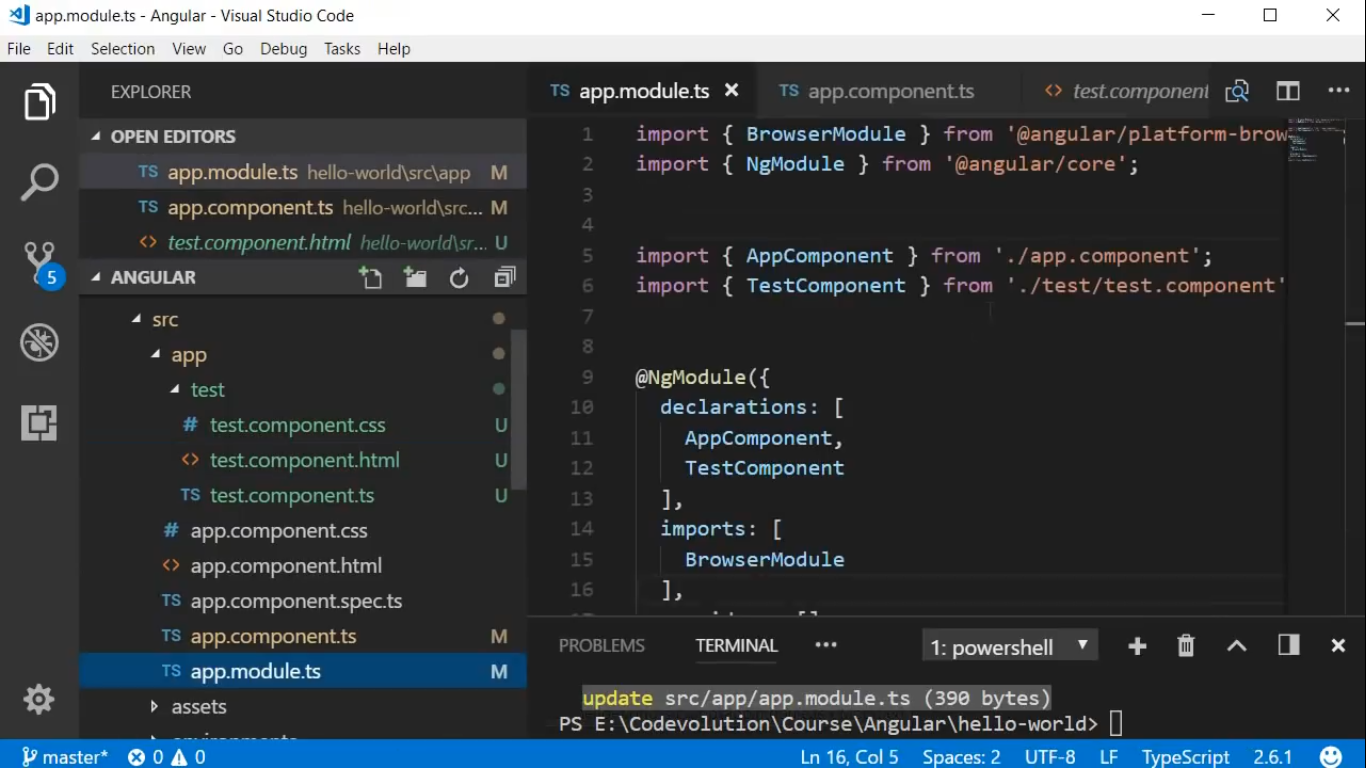 app.module.ts - Angular - Visual Studio Code
File Edit Selection View Go Debug Tasks Help
EXPLORER
OPEN EDITORS
TS app.module.ts hello-world\src\app M
TS app.component.ts hello-world\src... M
<> test.component.html hello-world\sr... U
5
ANGULAR
src
app
test
# test.component.css U
<> test.component.html U
TS test.component.ts U
# app.component.css
<> app.component.html
TS app.component.spec.ts
TS app.component.ts M
TS app.module.ts M
assets
TS app.module.ts
TS app.component.ts
<> test.component
1 import { BrowserModule } from '@angular/platform-brow
2 import { NgModule } from '@angular/core';
3
4
5 import { AppComponent } from './app.component';
6 import { TestComponent } from './test/test.component'
7
8
9 @NgModule({
10 declarations: [
11 AppComponent,
12 TestComponent
13 ],
14 imports: [
15 BrowserModule
16 ],
PROBLEMS TERMINAL ••• 1: powershell
update src/app/app.module.ts (390 bytes)
PS E:\Codevolution\Course\Angular\hello-world>
master* 0 0 Ln 16, Col 5 Spaces: 2 UTF-8 LF TypeScript 2.6.1